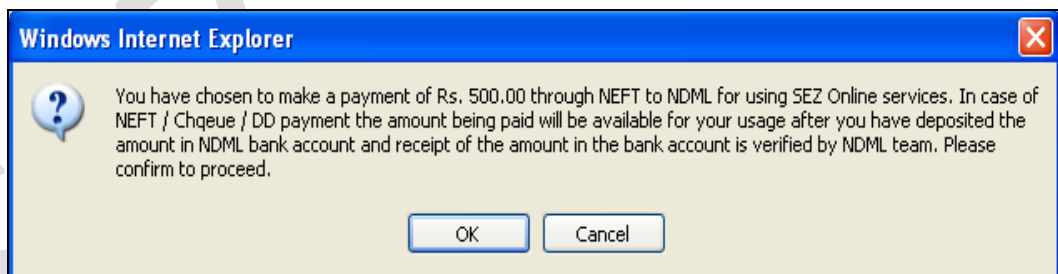 Windows Internet Explorer
You have chosen to make a payment of Rs. 500.00 through NEFT to NDML for using SEZ Online services. In case of
NEFT / Chqeue / DD payment the amount being paid will be available for your usage after you have deposited the
amount in NDML bank account and receipt of the amount in the bank account is verified by NDML team. Please
confirm to proceed.
OK Cancel